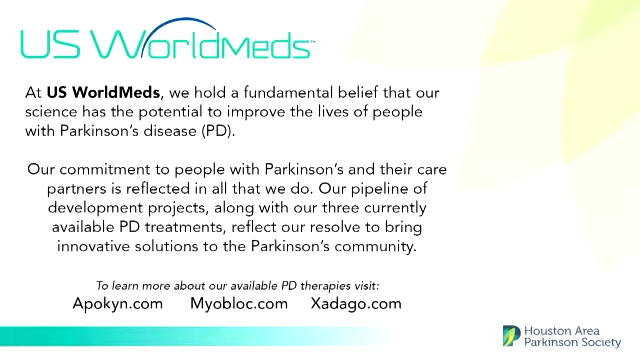 US WorldMeds™
At US WorldMeds, we hold a fundamental belief that our
science has the potential to improve the lives of people
with Parkinson's disease (PD).
Our commitment to people with Parkinson's and their care
partners is reflected in all that we do. Our pipeline of
development projects, along with our three currently
available PD treatments, reflect our resolve to bring
innovative solutions to the Parkinson's community.
To learn more about our available PD therapies visit:
Apokyn.com Myobloc.com Xadago.com
Houston Area
Parkinson Society